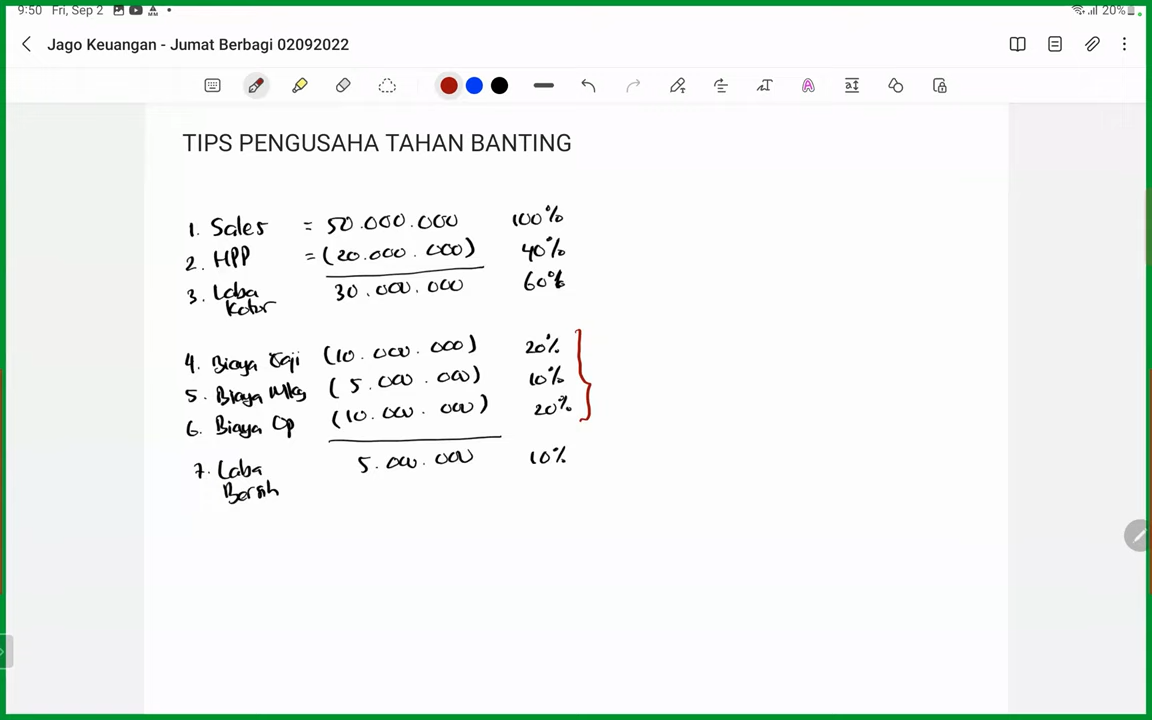 9:50 Fri, Sep 2
20%
Jago Keuangan - Jumat Berbagi 02092022
TIPS PENGUSAHA TAHAN BANTING
1. Sales = 50.000.000 100%
2. HPP = (20.000.000) 40%
3. Laba Kotor 30.000.000 60%
4. Biaya Gaji (10.000.000) 20%
5. Biaya Mkg (5.000.000) 10%
6. Biaya Op (10.000.000) 20%
7. Laba Bersih 5.000.000 10%